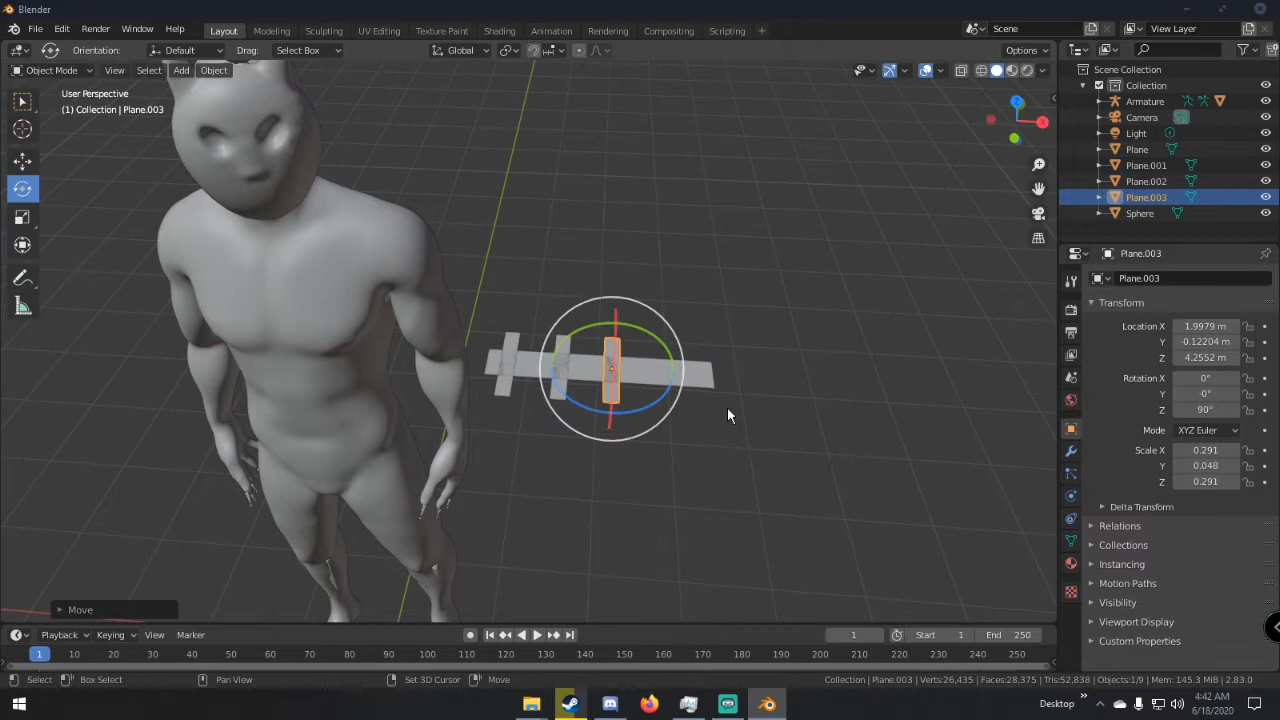 Blender
File Edit Render Window Help Layout Modeling Sculpting UV Editing Texture Paint Shading Animation Rendering Compositing Scripting + Scene View Layer
Orientation: Default Drag: Select Box Global Options
Object Mode View Select Add Object
User Perspective
(1) Collection | Plane.003
X
Z
Scene Collection
Collection
Armature
Camera
Light
Plane
Plane.001
Plane.002
Plane.003
Sphere
Plane.003
Plane.003
Transform
Location X 1.9979 m
Y -0.12204 m
Z 4.2552 m
Rotation X 0°
Y -0°
Z 90°
Mode XYZ Euler
Scale X 0.291
Y 0.048
Z 0.291
Delta Transform
Relations
Collections
Instancing
Motion Paths
Visibility
Viewport Display
Custom Properties
Move
Playback Keying View Marker 1 Start 1 End 250
1 10 20 30 40 50 60 70 80 90 100 110 120 130 140 150 160 170 180 190 200 210 220 230 240 250
Select Box Select Pan View Set 3D Cursor Move Collection | Plane.003 | Verts:26,435 | Faces:28,375 | Tris:52,838 | Objects:1/9 | Mem: 145.3 MiB | 2.83.0
Desktop 4:42 AM
6/18/2020